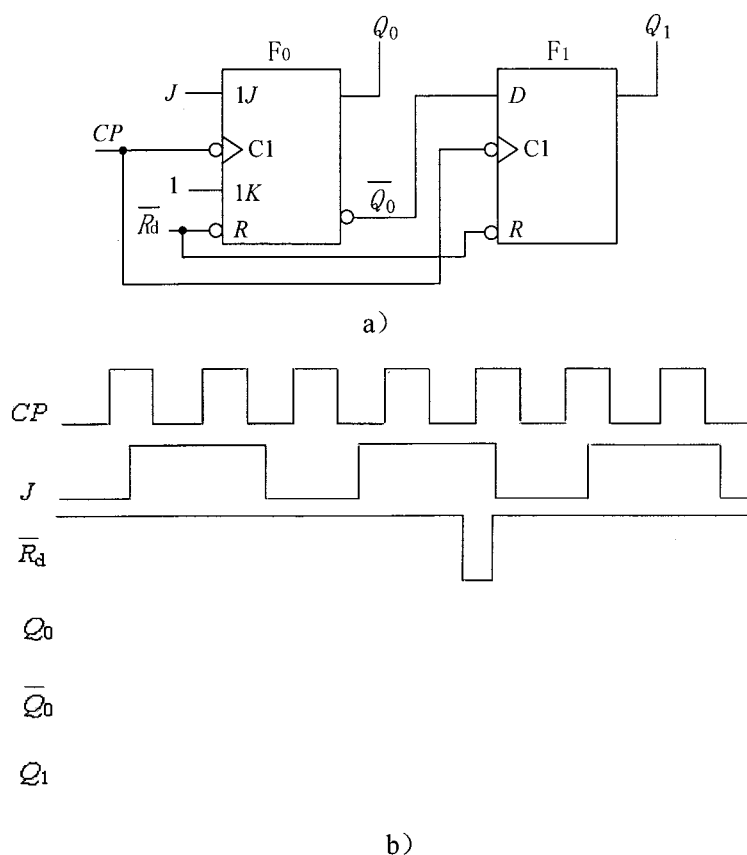 Q₀
Q₁
F₀
F₁
J
1J
D
CP
C1
C1
1
1K
Q̅₀
R̅d
R
R
a）
CP
J
R̅d
Q₀
Q̅₀
Q₁
b）